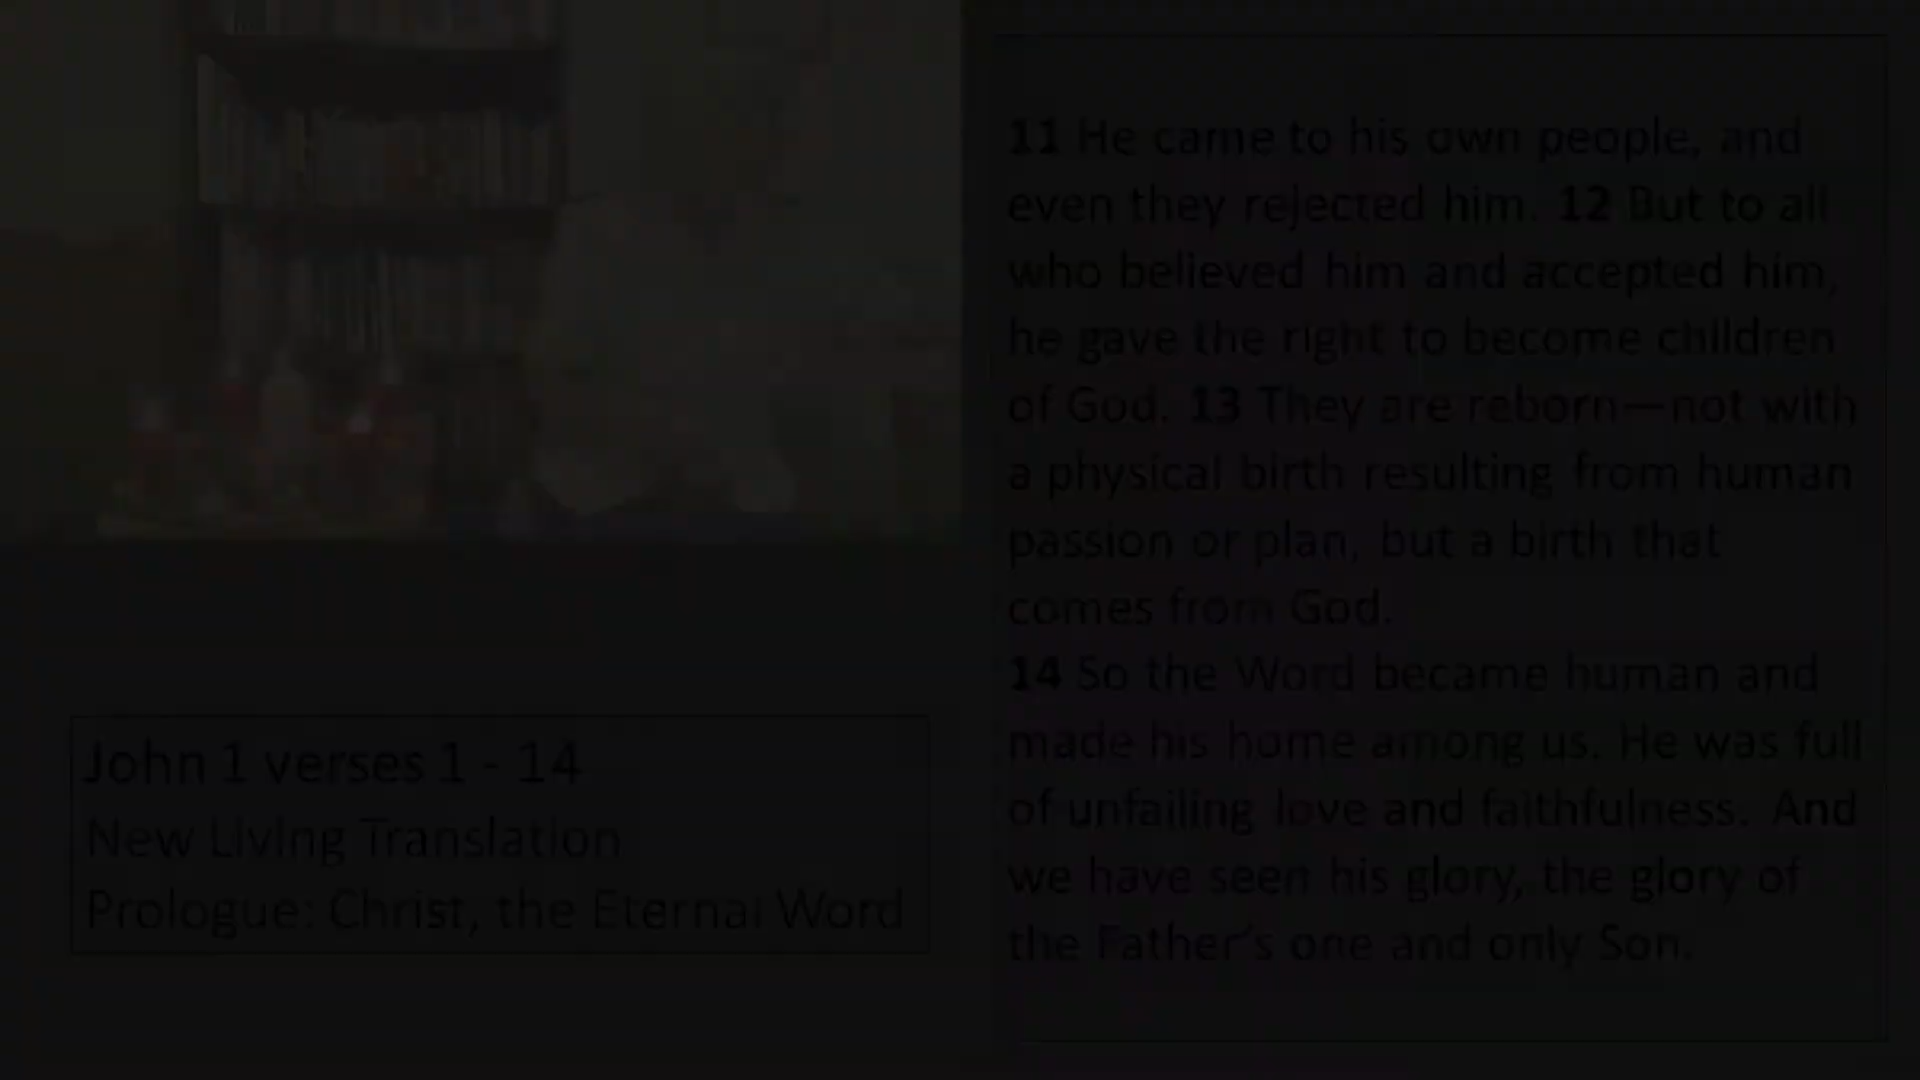 11 He came to his own people, and
even they rejected him. 12 But to all
who believed him and accepted him,
he gave the right to become children
of God. 13 They are reborn—not with
a physical birth resulting from human
passion or plan, but a birth that
comes from God.
14 So the Word became human and
made his home among us. He was full
of unfailing love and faithfulness. And
we have seen his glory, the glory of
the Father's one and only Son.
John 1 verses 1 - 14
New Living Translation
Prologue: Christ, the Eternal Word